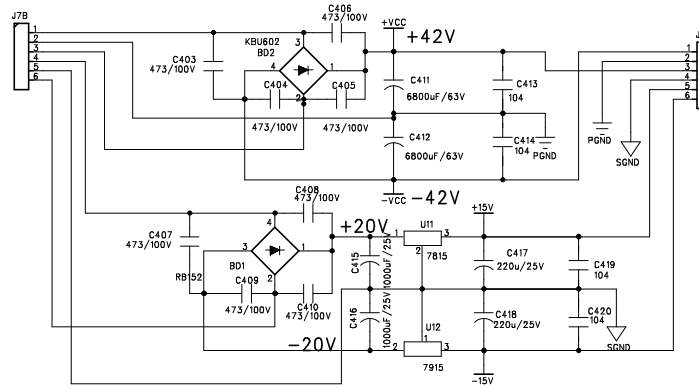 J7B
1
2
3
4
5
6
C403
473/100V
KBU602
BD2
3
4
1
2
C406
473/100V
C404
473/100V
C405
473/100V
+VCC
+42V
C411
6800uF/63V
C412
6800uF/63V
-VCC
-42V
C413
104
C414
104
PGND
PGND
SGND
J
1
2
3
4
5
6
C407
473/100V
RB152
BD1
4
3
1
2
C408
473/100V
C409
473/100V
C410
473/100V
+20V
-20V
C415
1000uF/25V
C416
1000uF/25V
U11
1
3
2
7815
U12
1
2
3
7915
+15V
C417
220u/25V
C418
220u/25V
-15V
C419
104
C420
104
SGND